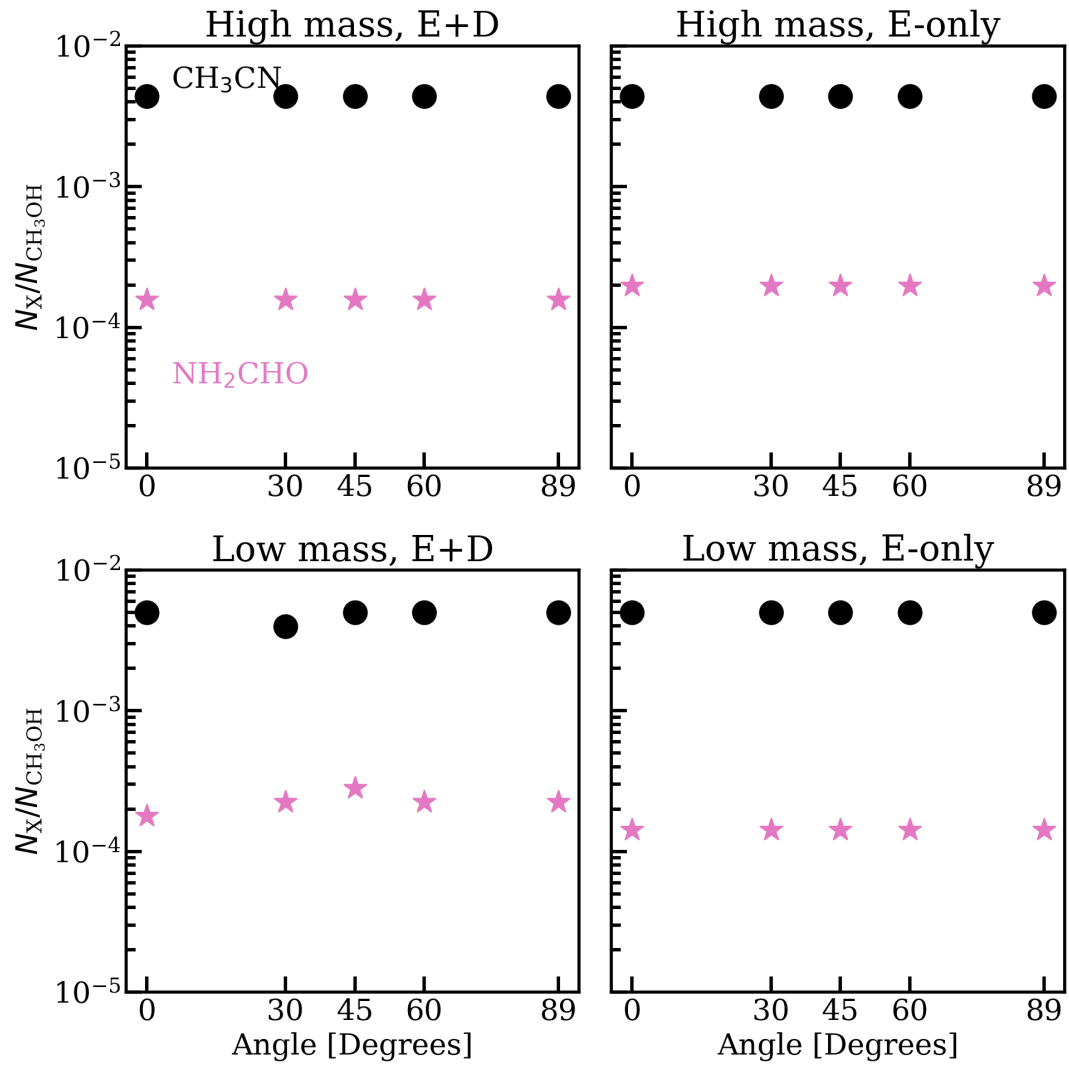 High mass, E+D
High mass, E-only
10⁻²
CH₃CN
10⁻³
N_X/N_CH₃OH
10⁻⁴
NH₂CHO
10⁻⁵
0 30 45 60 89
0 30 45 60 89
Low mass, E+D
Low mass, E-only
10⁻²
10⁻³
N_X/N_CH₃OH
10⁻⁴
10⁻⁵
0 30 45 60 89
0 30 45 60 89
Angle [Degrees]
Angle [Degrees]